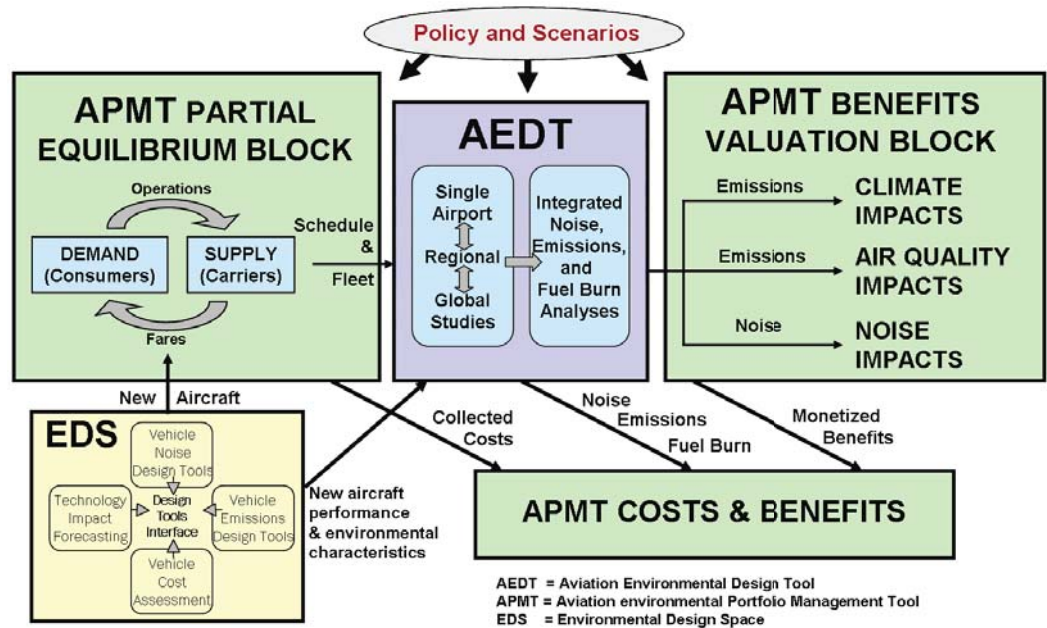 Policy and Scenarios
APMT PARTIAL
EQUILIBRIUM BLOCK
Operations
DEMAND
(Consumers)
SUPPLY
(Carriers)
Fares
Schedule
&
Fleet
AEDT
Single
Airport
Regional
Global
Studies
Integrated
Noise,
Emissions,
and
Fuel Burn
Analyses
APMT BENEFITS
VALUATION BLOCK
Emissions
CLIMATE
IMPACTS
Emissions
AIR QUALITY
IMPACTS
Noise
NOISE
IMPACTS
New Aircraft
EDS
Vehicle
Noise
Design Tools
Technology
Impact
Forecasting
Design
Tools
Interface
Vehicle
Emissions
Design Tools
Vehicle
Cost
Assessment
New aircraft
performance
& environmental
characteristics
Collected
Costs
Noise
Emissions
Fuel Burn
Monetized
Benefits
APMT COSTS & BENEFITS
AEDT = Aviation Environmental Design Tool
APMT = Aviation environmental Portfolio Management Tool
EDS = Environmental Design Space